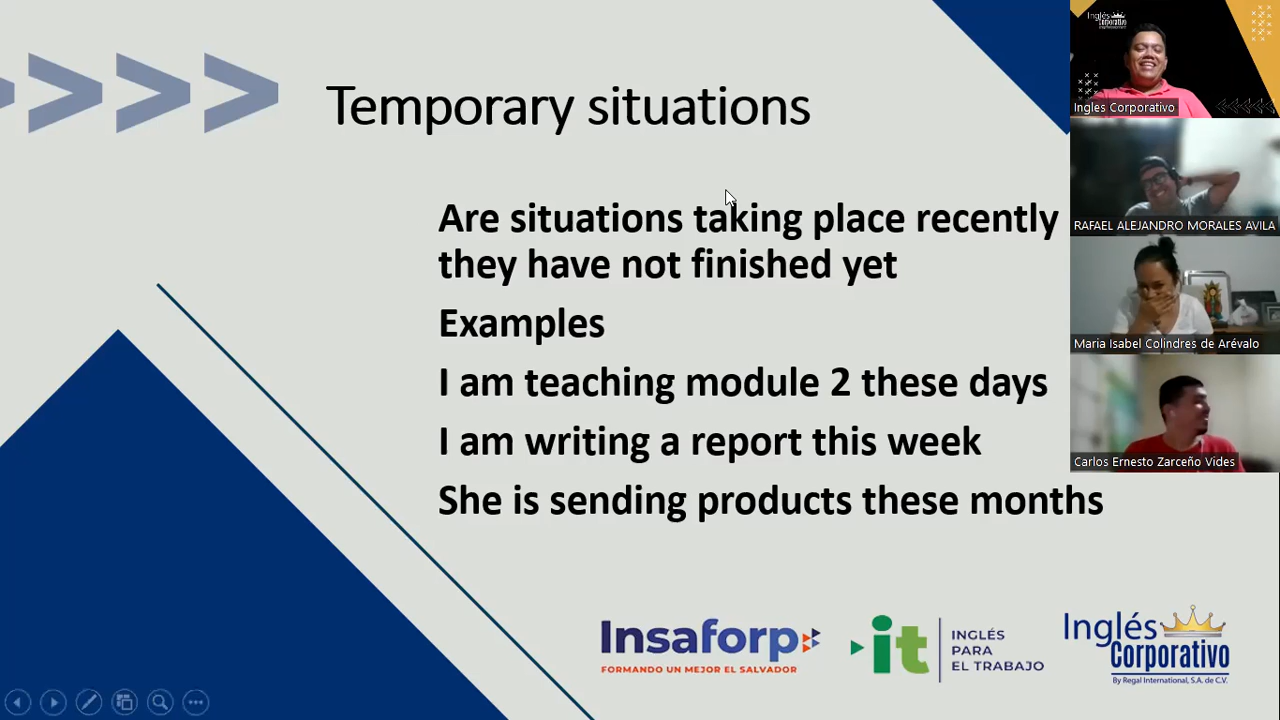 Temporary situations
Are situations taking place recently
they have not finished yet
Examples
I am teaching module 2 these days
I am writing a report this week
She is sending products these months
Insaforp
FORMANDO UN MEJOR EL SALVADOR
it
INGLÉS
PARA
EL TRABAJO
Inglés
Corporativo
By Regal International, S.A. de C.V.
Inglés
Corporativo
Ingles Corporativo
RAFAEL ALEJANDRO MORALES AVILA
Maria Isabel Colindres de Arévalo
Carlos Ernesto Zarceño Vides